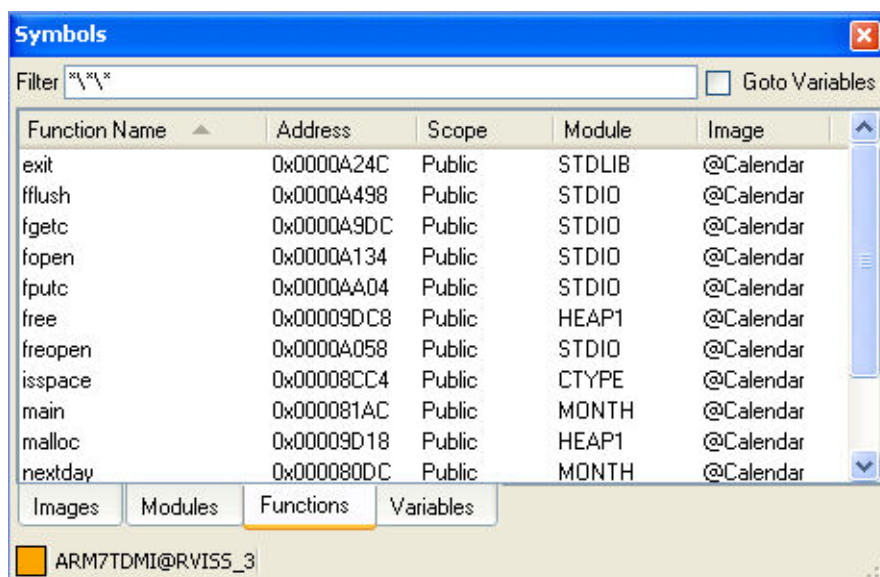 Symbols
Filter *\*\* Goto Variables
Function Name Address Scope Module Image
exit 0x0000A24C Public STDLIB @Calendar
fflush 0x0000A498 Public STDIO @Calendar
fgetc 0x0000A9DC Public STDIO @Calendar
fopen 0x0000A134 Public STDIO @Calendar
fputc 0x0000AA04 Public STDIO @Calendar
free 0x00009DC8 Public HEAP1 @Calendar
freopen 0x0000A058 Public STDIO @Calendar
isspace 0x00008CC4 Public CTYPE @Calendar
main 0x000081AC Public MONTH @Calendar
malloc 0x00009D18 Public HEAP1 @Calendar
nextday 0x000080DC Public MONTH @Calendar
Images Modules Functions Variables
ARM7TDMI@RVISS_3